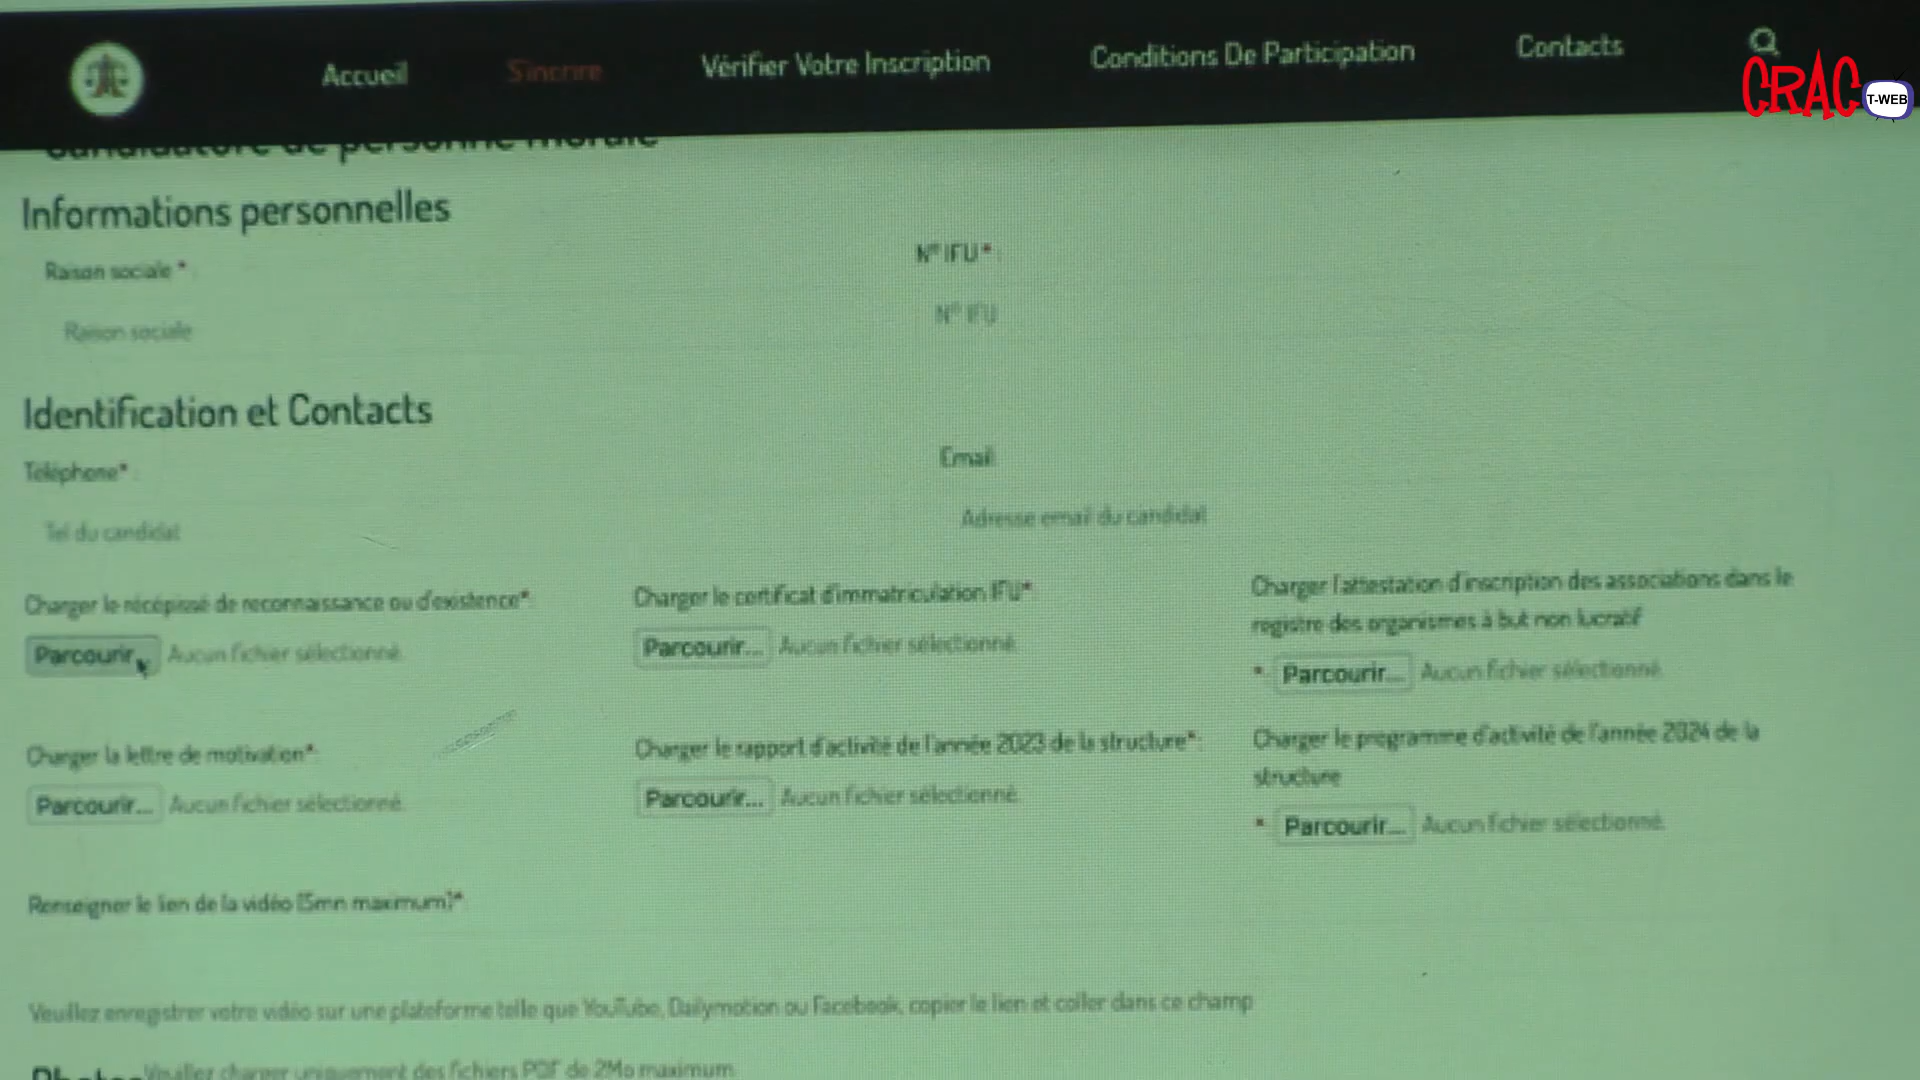 Accueil S'incrire Vérifier Votre Inscription Conditions De Participation Contacts
CRAC
T-WEB
Candidature de personne morale
Informations personnelles
Raison sociale * N° IFU * :
Raison sociale N° IFU
Identification et Contacts
Téléphone* : Email
Tel du candidat Adresse email du candidat
Charger le récépissé de reconnaissance ou d'existence*: Charger le certificat d'immatriculation IFU*: Charger l'attestation d'inscription des associations dans le
registre des organismes à but non lucratif
Parcourir... Aucun fichier sélectionné. Parcourir... Aucun fichier sélectionné. * Parcourir... Aucun fichier sélectionné.
Charger la lettre de motivation*: Charger le rapport d'activité de l'année 2023 de la structure*: Charger le programme d'activité de l'année 2024 de la
structure
Parcourir... Aucun fichier sélectionné. Parcourir... Aucun fichier sélectionné. * Parcourir... Aucun fichier sélectionné.
Renseigner le lien de la vidéo (5mn maximum)*
Veuillez enregistrer votre vidéo sur une plateforme telle que YouTube, Dailymotion ou Facebook, copier le lien et coller dans ce champ
Veuillez charger uniquement des fichiers PDF de 2Mo maximum